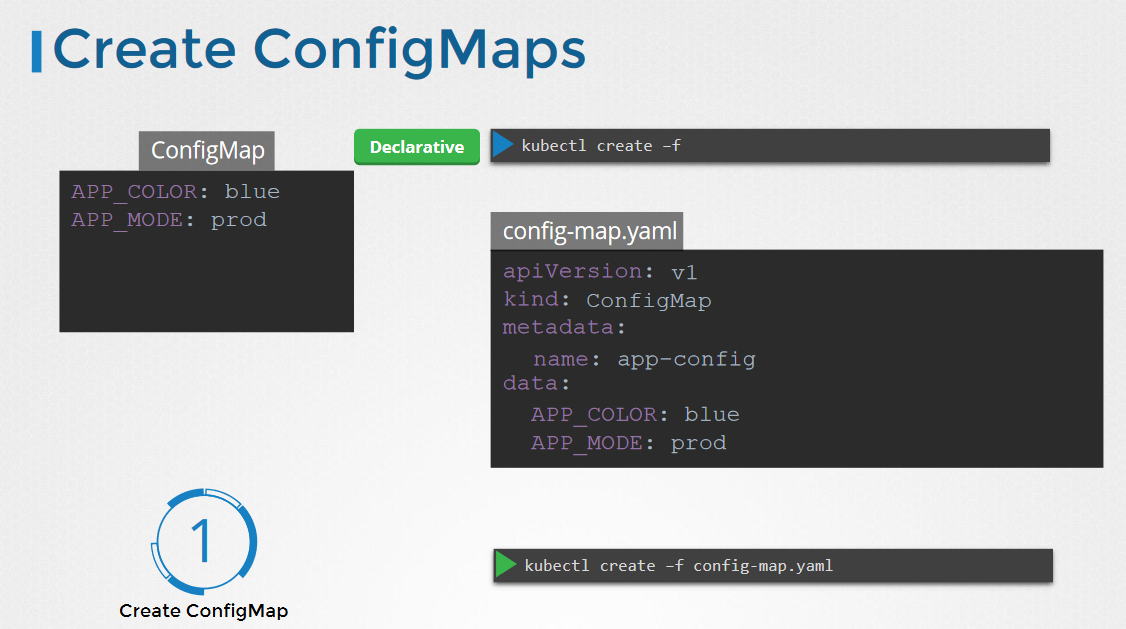 Create ConfigMaps
ConfigMap
APP_COLOR: blue
APP_MODE: prod
Declarative
kubectl create –f
config-map.yaml
apiVersion: v1
kind: ConfigMap
metadata:
  name: app-config
data:
  APP_COLOR: blue
  APP_MODE: prod
1
Create ConfigMap
kubectl create –f config-map.yaml